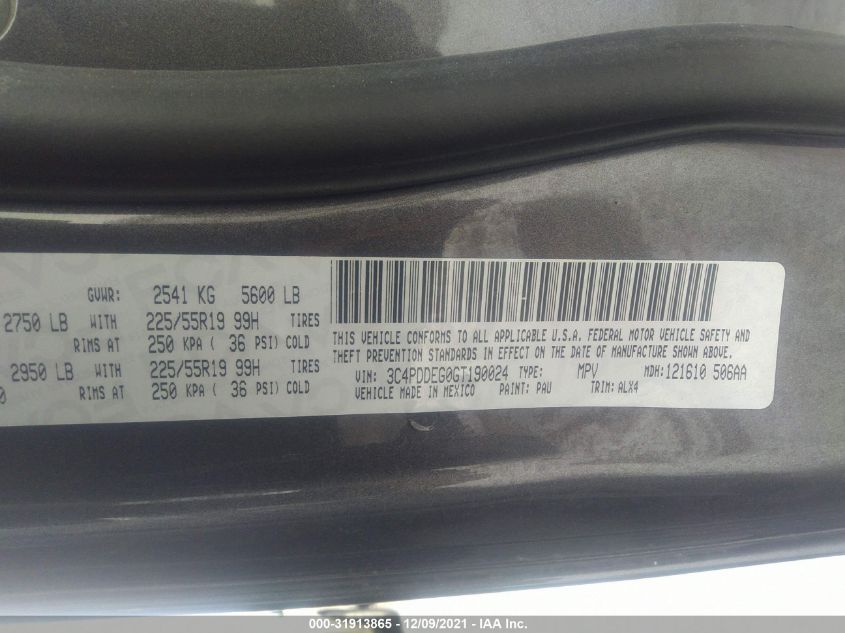 GVWR: 2541 KG 5600 LB
2750 LB WITH 225/55R19 99H TIRES
RIMS AT 250 KPA ( 36 PSI) COLD
2950 LB WITH 225/55R19 99H TIRES
0 RIMS AT 250 KPA ( 36 PSI) COLD
THIS VEHICLE CONFORMS TO ALL APPLICABLE U.S.A. FEDERAL MOTOR VEHICLE SAFETY AND
THEFT PREVENTION STANDARDS IN EFFECT ON THE DATE OF MANUFACTURE SHOWN ABOVE.
VIN: 3C4PDDEG0GT190024 TYPE: MPV MDH: 121610 506AA
VEHICLE MADE IN MEXICO PAINT: PAU TRIM: ALX4
000-31913865 - 12/09/2021 - IAA Inc.